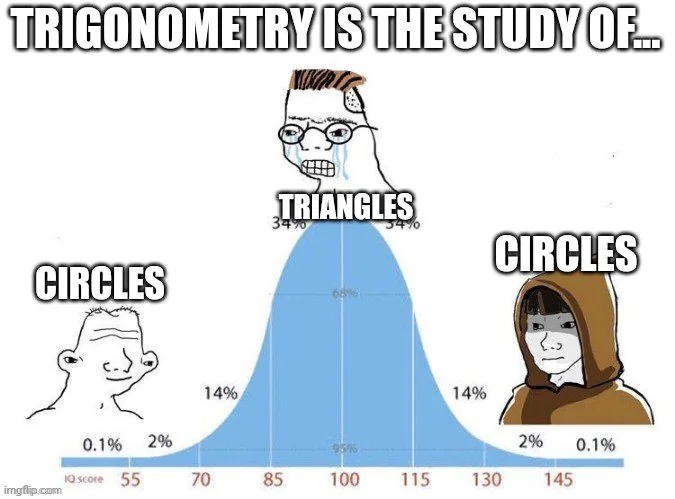 TRIGONOMETRY IS THE STUDY OF...
TRIANGLES
34% 34%
CIRCLES
CIRCLES
68%
14% 14%
95%
0.1% 2% 2% 0.1%
IQ score 55 70 85 100 115 130 145
imgflip.com